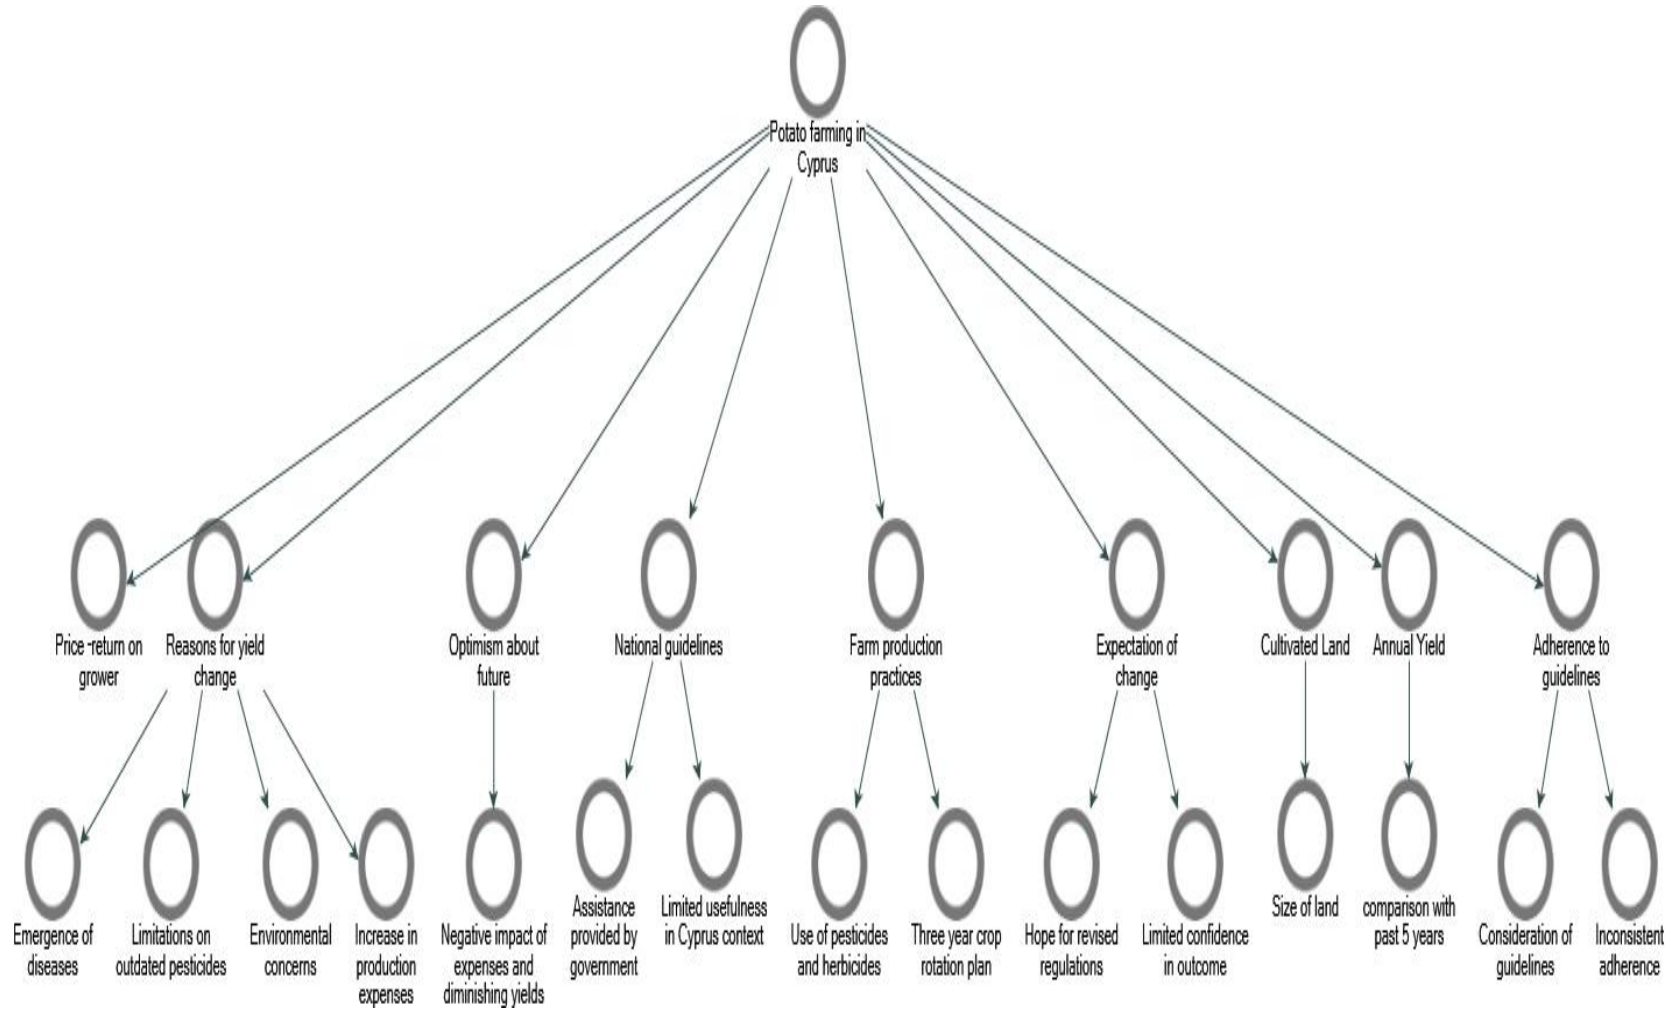 Potato farming in
Cyprus
Price -return on
grower
Reasons for yield
change
Optimism about
future
National guidelines
Farm production
practices
Expectation of
change
Cultivated Land
Annual Yield
Adherence to
guidelines
Emergence of
diseases
Limitations on
outdated pesticides
Environmental
concerns
Increase in
production
expenses
Negative impact of
expenses and
diminishing yields
Assistance
provided by
government
Limited usefulness
in Cyprus context
Use of pesticides
and herbicides
Three year crop
rotation plan
Hope for revised
regulations
Limited confidence
in outcome
Size of land
comparison with
past 5 years
Consideration of
guidelines
Inconsistent
adherence